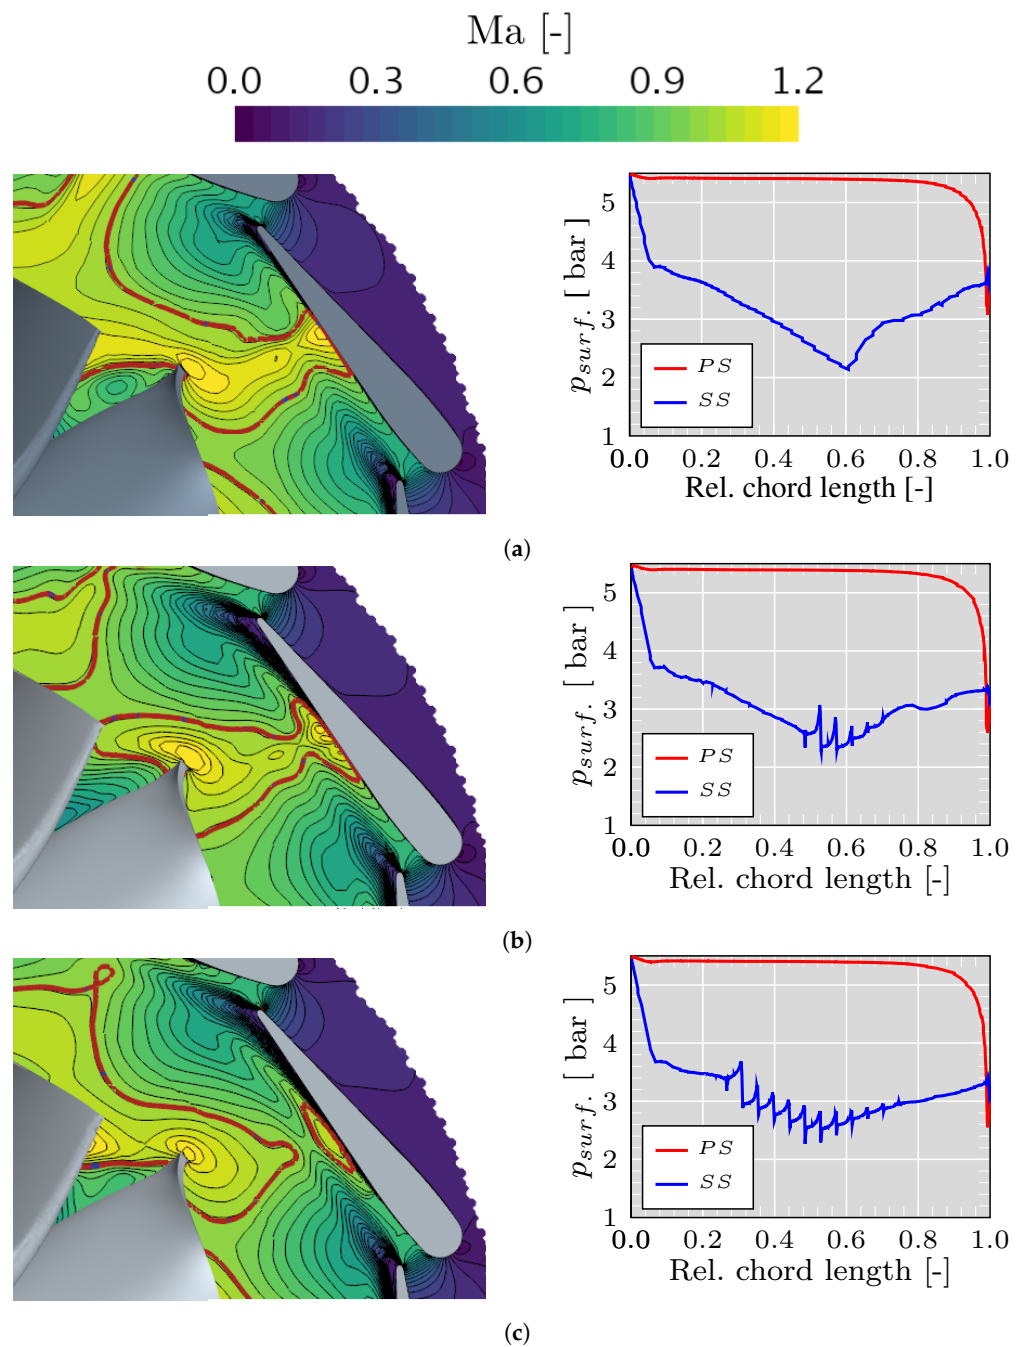 Ma [-]
0.0 0.3 0.6 0.9 1.2
5
4
3
2
1
p_surf. [ bar ]
PS
SS
0.0 0.2 0.4 0.6 0.8 1.0
Rel. chord length [-]
(a)
5
4
3
2
1
p_surf. [ bar ]
PS
SS
0.0 0.2 0.4 0.6 0.8 1.0
Rel. chord length [-]
(b)
5
4
3
2
1
p_surf. [ bar ]
PS
SS
0.0 0.2 0.4 0.6 0.8 1.0
Rel. chord length [-]
(c)